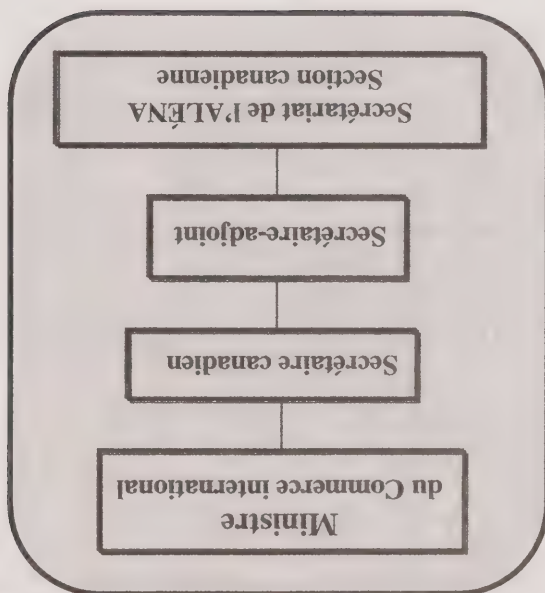 Ministre
du Commerce international
Secrétaire canadien
Secrétaire-adjoint
Secrétariat de l'ALÉNA
Section canadienne